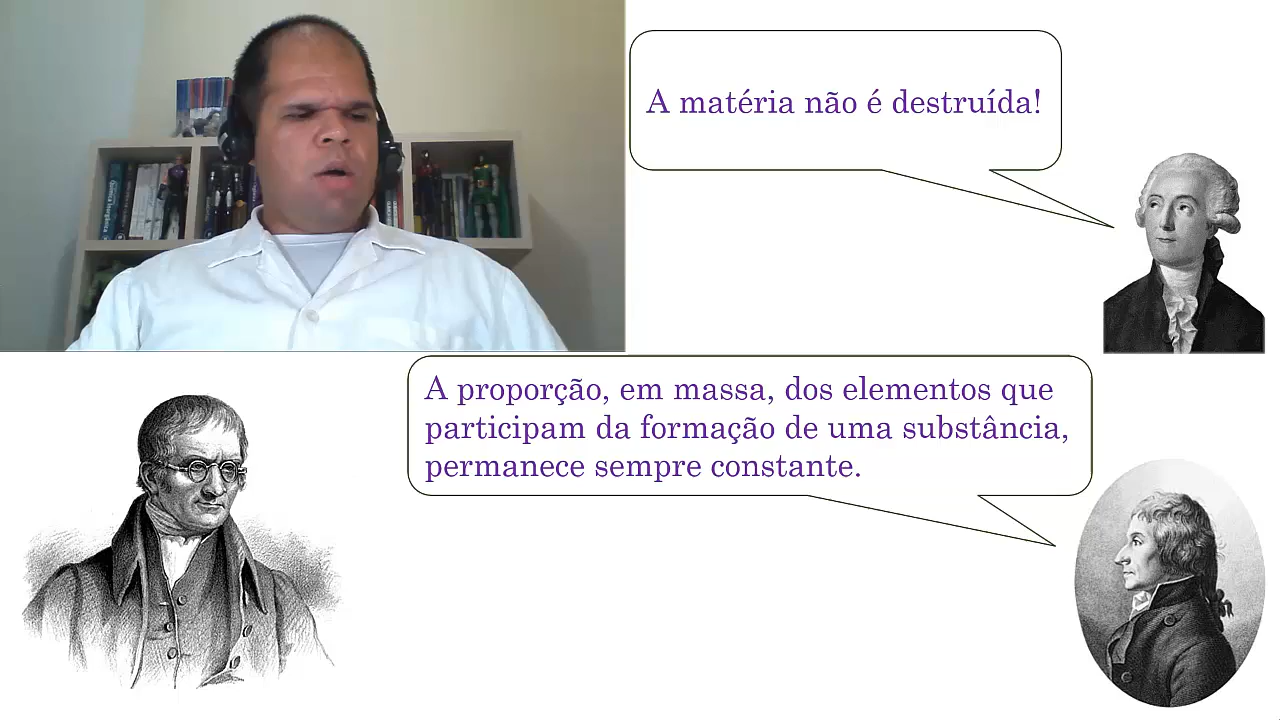 A matéria não é destruída!
A proporção, em massa, dos elementos que
participam da formação de uma substância,
permanece sempre constante.